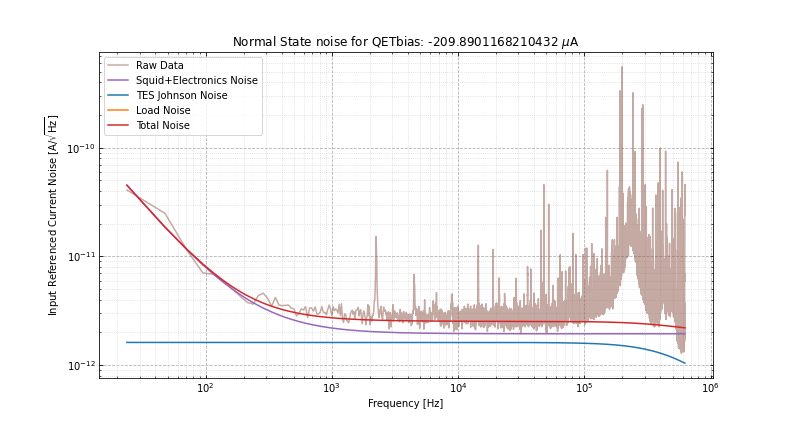 Normal State noise for QETbias: -209.8901168210432 μA
Raw Data
Squid+Electronics Noise
TES Johnson Noise
Load Noise
Total Noise
Input Referenced Current Noise [A/√Hz]
10⁻¹⁰
10⁻¹¹
10⁻¹²
10² 10³ 10⁴ 10⁵ 10⁶
Frequency [Hz]